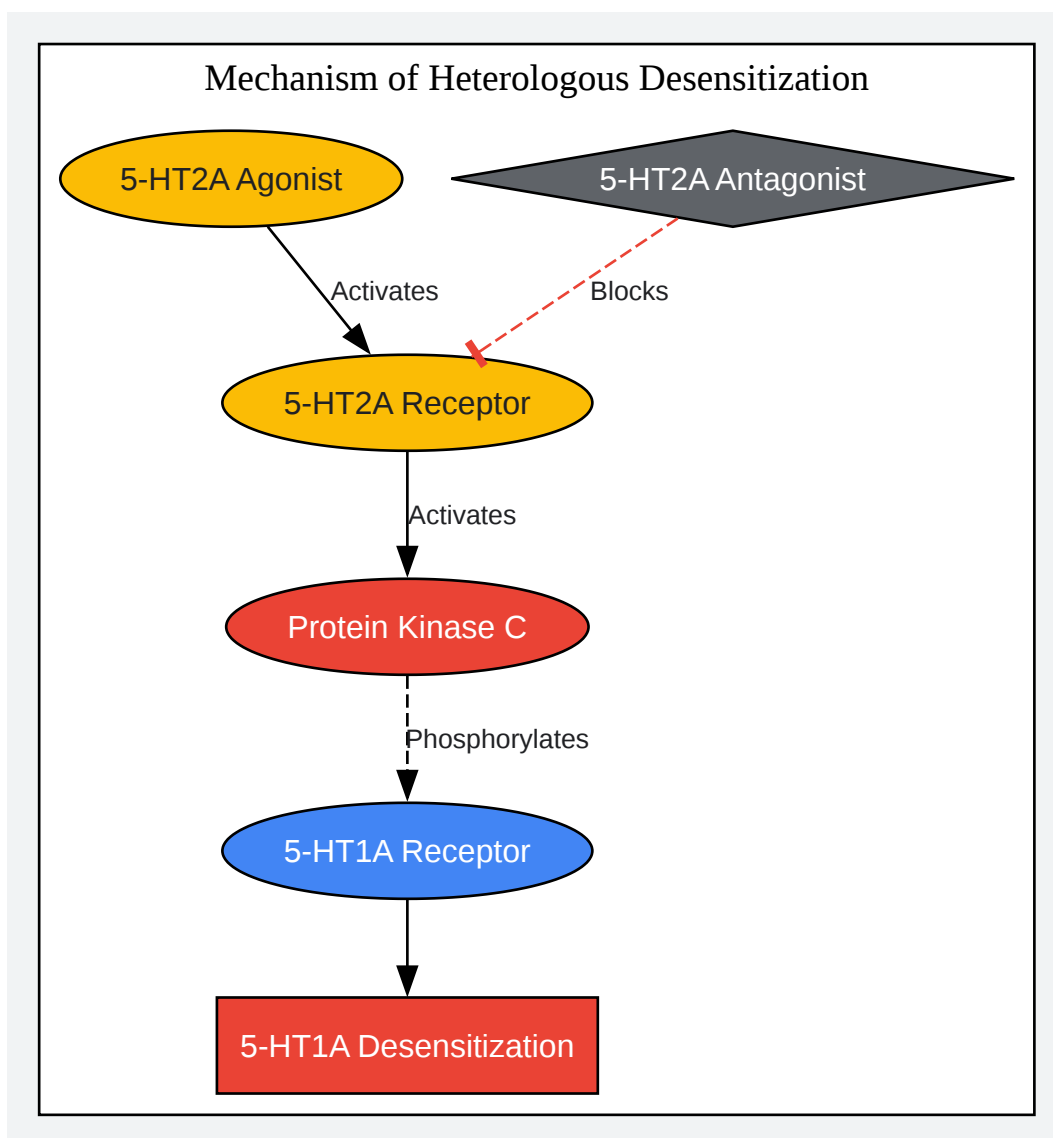 Mechanism of Heterologous Desensitization
5-HT2A Agonist
5-HT2A Antagonist
Activates
Blocks
5-HT2A Receptor
Activates
Protein Kinase C
Phosphorylates
5-HT1A Receptor
5-HT1A Desensitization